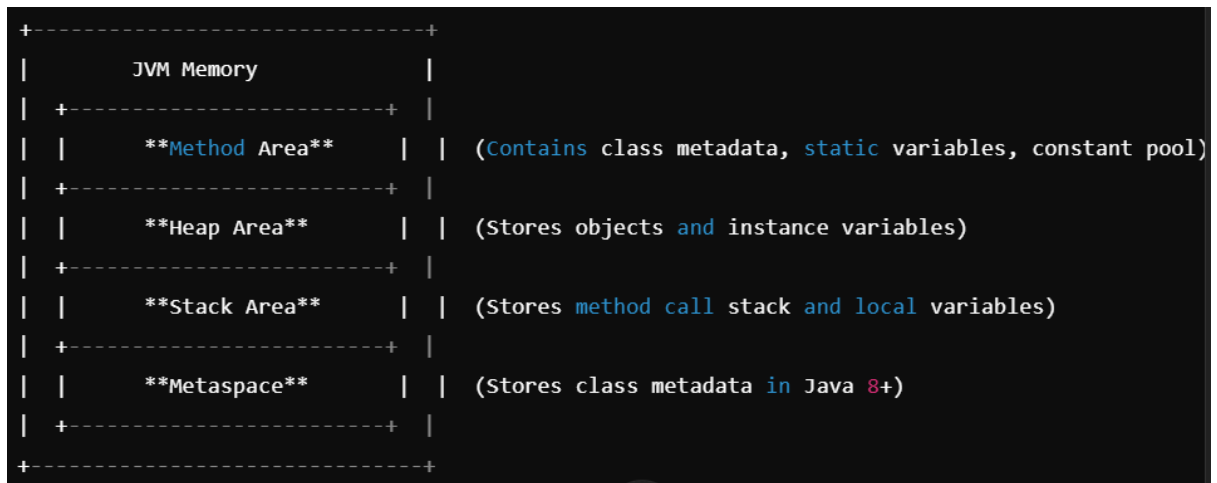 +-------------------------------+
|        JVM Memory             |
|  +-------------------------+  |
|  |      **Method Area**     |  |  (Contains class metadata, static variables, constant pool)
|  +-------------------------+  |
|  |      **Heap Area**       |  |  (Stores objects and instance variables)
|  +-------------------------+  |
|  |      **Stack Area**      |  |  (Stores method call stack and local variables)
|  +-------------------------+  |
|  |      **Metaspace**       |  |  (Stores class metadata in Java 8+)
|  +-------------------------+  |
+-------------------------------+